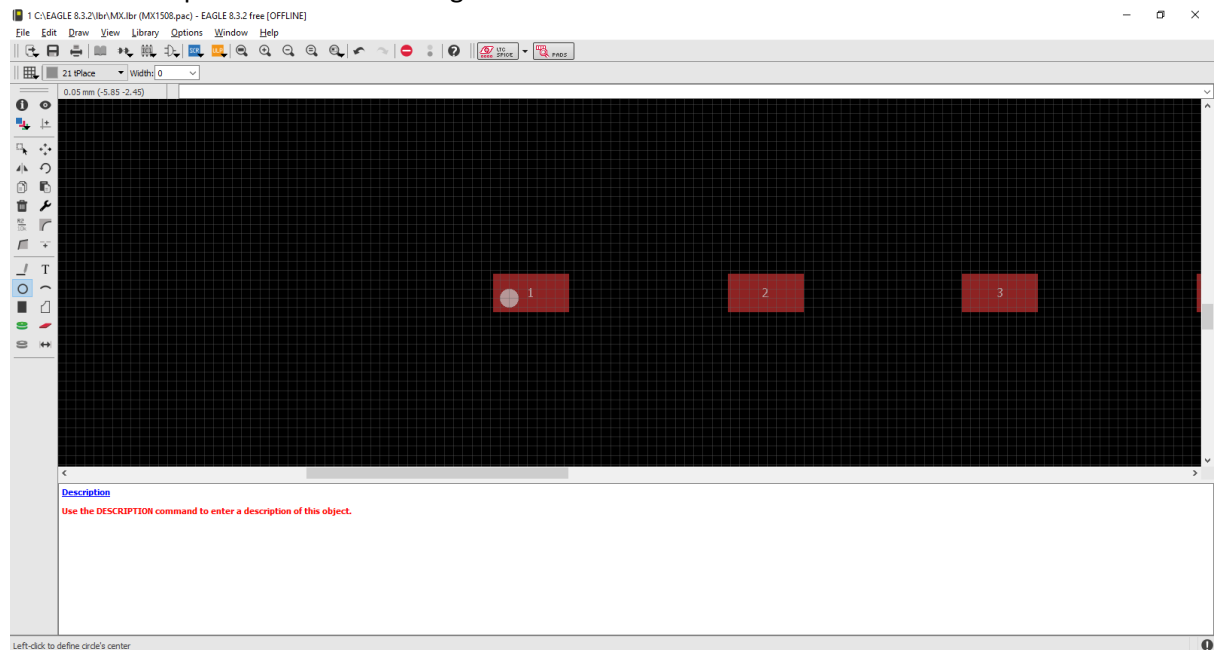 1 C:\EAGLE 8.3.2\lbr\MX.lbr (MX1508.pac) - EAGLE 8.3.2 free [OFFLINE]
File Edit Draw View Library Options Window Help
SCR ULP LTC SPICE PADS
21 tPlace Width: 0
0.05 mm (-5.85 -2.45)
1 2 3
Description
Use the DESCRIPTION command to enter a description of this object.
Left-click to define circle's center